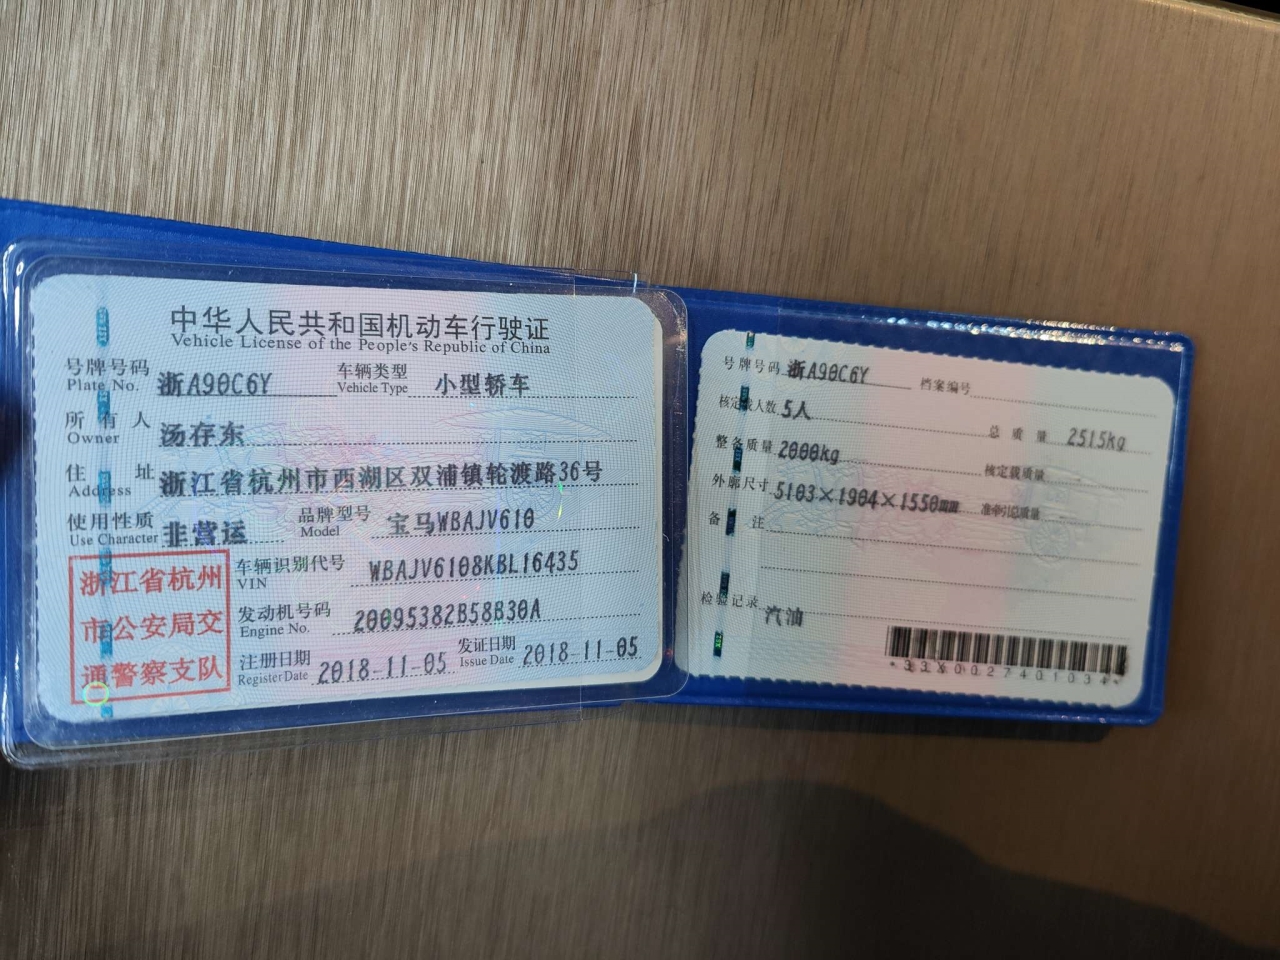 中华人民共和国机动车行驶证
Vehicle License of the People's Republic of China
号牌号码 浙A90C6Y 车辆类型 小型轿车
Plate No. Vehicle Type
所有人 汤存东
Owner
住址 浙江省杭州市西湖区双浦镇轮渡路36号
Address
使用性质 非营运 品牌型号 宝马WBAJV610
Use Character Model
浙江省杭州
市公安局交
通警察支队
车辆识别代号 WBAJV6108KBL16435
VIN
发动机号码 20095382B58B30A
Engine No.
注册日期 2018-11-05 发证日期 2018-11-05
Register Date Issue Date
号牌号码 浙A90C6Y 档案编号
核定载人数 5人 总质量 2515kg
整备质量 2000kg 核定载质量
外廓尺寸 5103×1904×1550 准牵引总质量
备注
检验记录 汽油